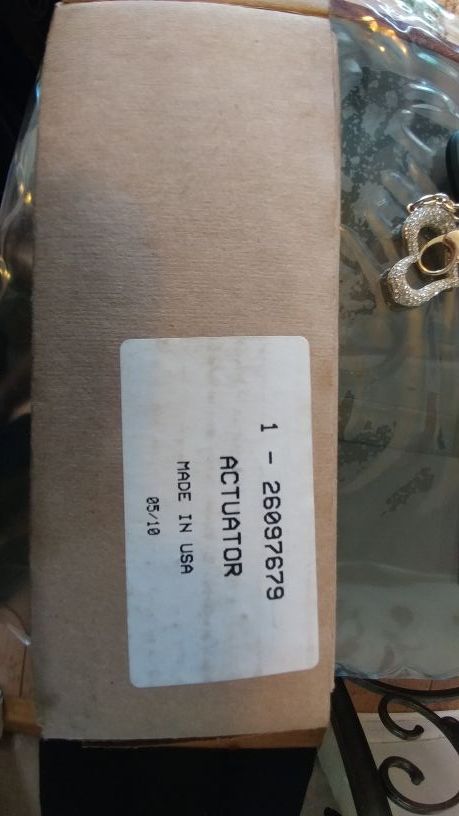 1 - 26097679
ACTUATOR
MADE IN USA
05/10